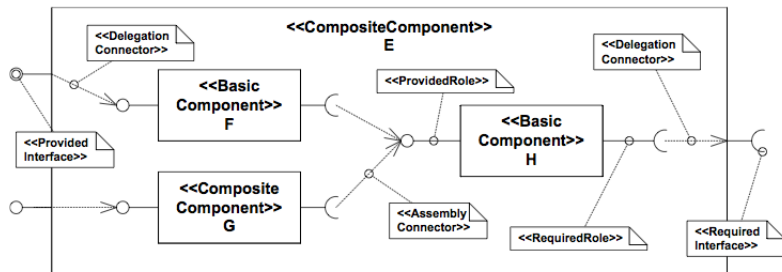 <<CompositeComponent>>
E
<<Delegation
Connector>>
<<Delegation
Connector>>
<<Basic
Component>>
F
<<ProvidedRole>>
<<Basic
Component>>
H
<<Provided
Interface>>
<<Composite
Component>>
G
<<Assembly
Connector>>
<<RequiredRole>>
<<Required
Interface>>